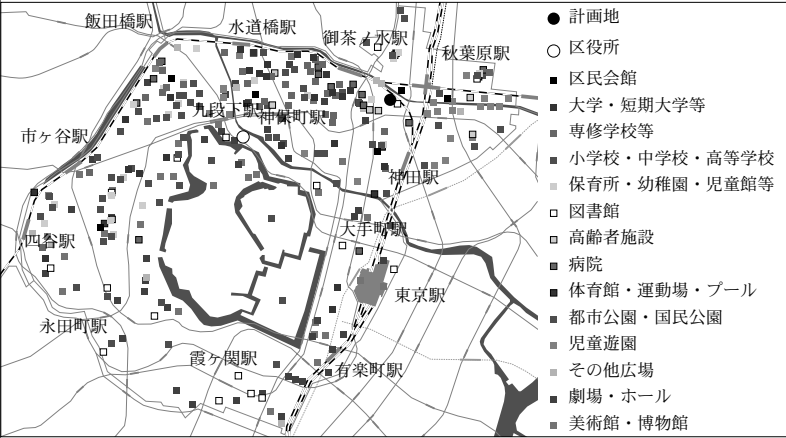 飯田橋駅
水道橋駅
御茶ノ水駅
秋葉原駅
九段下駅
神保町駅
市ヶ谷駅
神田駅
四谷駅
大手町駅
東京駅
永田町駅
霞ヶ関駅
有楽町駅
計画地
区役所
区民会館
大学・短期大学等
専修学校等
小学校・中学校・高等学校
保育所・幼稚園・児童館等
図書館
高齢者施設
病院
体育館・運動場・プール
都市公園・国民公園
児童遊園
その他広場
劇場・ホール
美術館・博物館